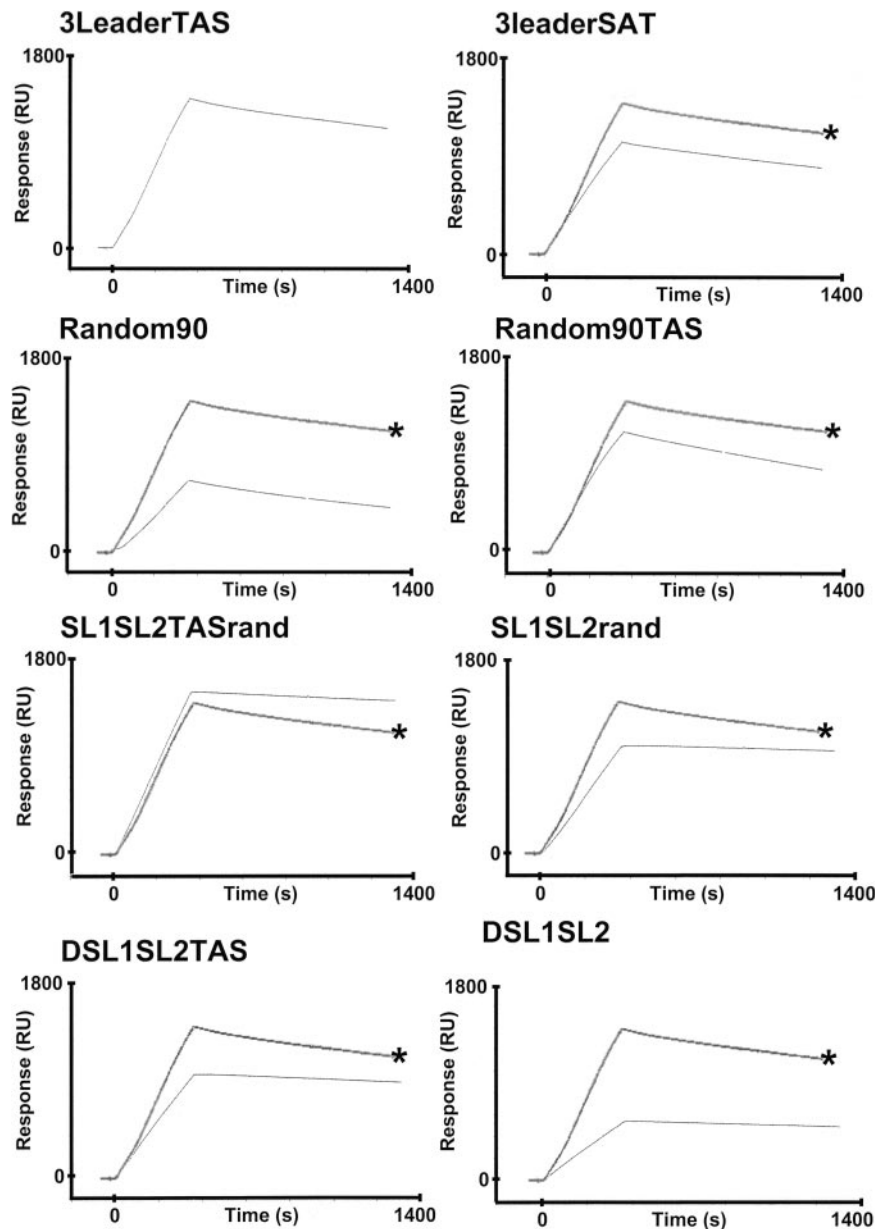 3LeaderTAS
1800
Response (RU)
0
0
Time (s)
1400
3leaderSAT
1800
Response (RU)
*
0
0
Time (s)
1400
Random90
1800
Response (RU)
*
0
0
Time (s)
1400
Random90TAS
1800
Response (RU)
*
0
0
Time (s)
1400
SL1SL2TASrand
1800
Response (RU)
*
0
0
Time (s)
1400
SL1SL2rand
1800
Response (RU)
*
0
0
Time (s)
1400
DSL1SL2TAS
1800
Response (RU)
*
0
0
Time (s)
1400
DSL1SL2
1800
Response (RU)
*
0
0
Time (s)
1400